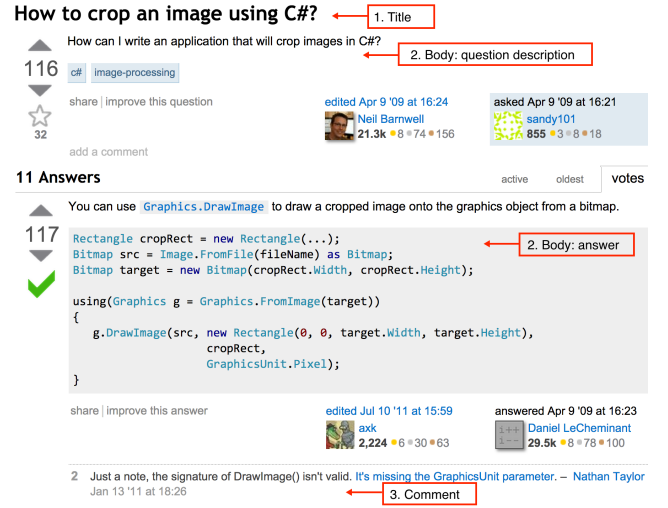 How to crop an image using C#?
1. Title
How can I write an application that will crop images in C#?
2. Body: question description
116
c# image-processing
share | improve this question
edited Apr 9 '09 at 16:24
asked Apr 9 '09 at 16:21
Neil Barnwell
21.3k 8 74 156
sandy101
855 3 8 18
32
add a comment
11 Answers
active oldest votes
You can use Graphics.DrawImage to draw a cropped image onto the graphics object from a bitmap.
117
Rectangle cropRect = new Rectangle(...);
Bitmap src = Image.FromFile(fileName) as Bitmap;
Bitmap target = new Bitmap(cropRect.Width, cropRect.Height);
2. Body: answer
using(Graphics g = Graphics.FromImage(target))
{
g.DrawImage(src, new Rectangle(0, 0, target.Width, target.Height),
cropRect,
GraphicsUnit.Pixel);
}
share | improve this answer
edited Jul 10 '11 at 15:59
answered Apr 9 '09 at 16:23
axk
2,224 6 30 63
i++
i--
Daniel LeCheminant
29.5k 8 78 100
2 Just a note, the signature of DrawImage() isn't valid. It's missing the GraphicsUnit parameter. – Nathan Taylor
Jan 13 '11 at 18:26
3. Comment